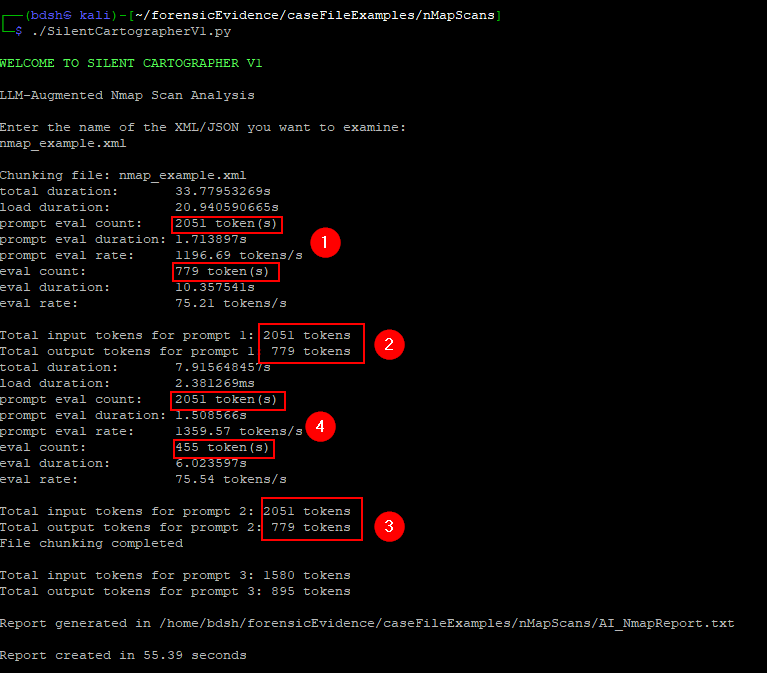 (bdsh㉿ kali)-[~/forensicEvidence/caseFileExamples/nMapScans]
$ ./SilentCartographerV1.py
WELCOME TO SILENT CARTOGRAPHER V1
LLM-Augmented Nmap Scan Analysis
Enter the name of the XML/JSON you want to examine:
nmap_example.xml
Chunking file: nmap_example.xml
total duration: 33.77953269s
load duration: 20.940590665s
prompt eval count: 2051 token(s)
prompt eval duration: 1.713897s
1
prompt eval rate: 1196.69 tokens/s
eval count: 779 token(s)
eval duration: 10.357541s
eval rate: 75.21 tokens/s
Total input tokens for prompt 1: 2051 tokens
2
Total output tokens for prompt 1 779 tokens
total duration: 7.915648457s
load duration: 2.381269ms
prompt eval count: 2051 token(s)
prompt eval duration: 1.508566s
4
prompt eval rate: 1359.57 tokens/s
eval count: 455 token(s)
eval duration: 6.023597s
eval rate: 75.54 tokens/s
Total input tokens for prompt 2: 2051 tokens
Total output tokens for prompt 2: 779 tokens
3
File chunking completed
Total input tokens for prompt 3: 1580 tokens
Total output tokens for prompt 3: 895 tokens
Report generated in /home/bdsh/forensicEvidence/caseFileExamples/nMapScans/AI_NmapReport.txt
Report created in 55.39 seconds